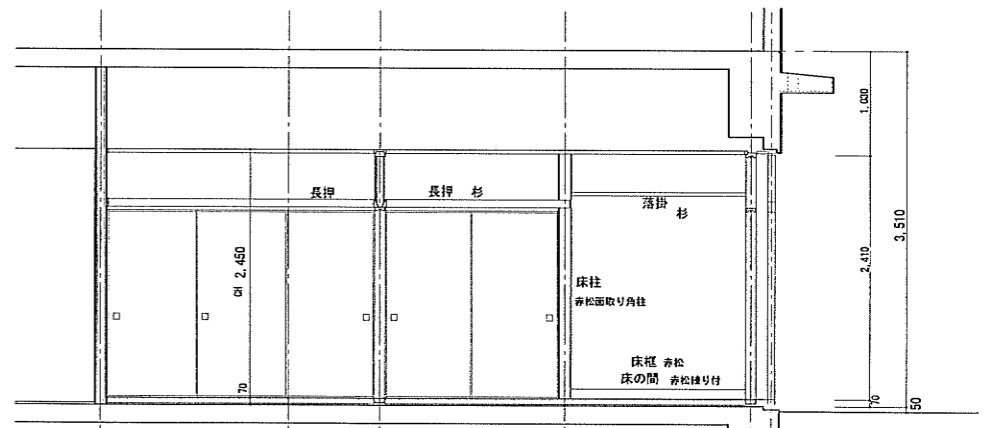 長押
長押 杉
落掛
杉
床柱
赤松面取り角柱
床框 赤松
床の間 赤松練り付
CH 2,450
70
1,030
2,410
70
3,510
50